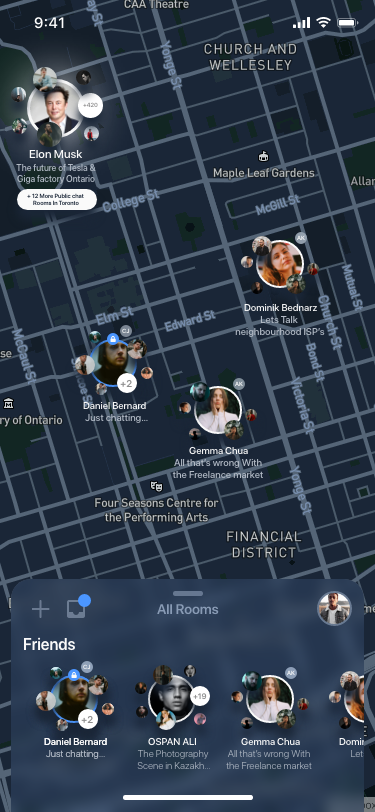 CAA Theatre
9:41
ay St
Yonge St
CHURCH AND
WELLESLEY
+420
Elon Musk
The future of Tesla &
Giga factory Ontario
+ 12 More Public chat
Rooms In Toronto
Maple Leaf Gardens
Allan
College St
McGill St
AK
Mutual St
Dominik Bednarz
Lets Talk
neighbourhood ISP's
Church St
Elm St
Edward St
CJ
McCaul St
se
Bond St
+2
Daniel Bernard
Just chatting...
AK
Victoria St
ry of Ontario
Gemma Chua
All that's wrong With
the Freelance market
Yonge St
Four Seasons Centre for
the Performing Arts
FINANCIAL
DISTRICT
All Rooms
Friends
CJ
+2
Daniel Bernard
Just chatting...
+19
OSPAN ALI
The Photography
Scene in Kazakh...
AK
Gemma Chua
All that's wrong With
the Freelance market
Domin
Let